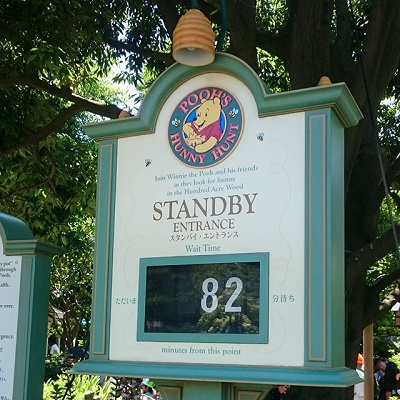 POOH'S
HUNNY HUNT
Join Winnie the Pooh and his friends
as they look for hunny
in the Hundred Acre Wood
STANDBY
ENTRANCE
スタンバイ・エントランス
Wait Time
ただいま 82 分待ち
minutes from this point